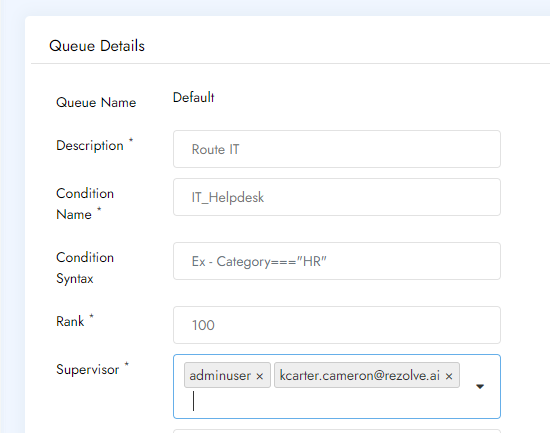 Queue Details
Queue Name Default
Description * Route IT
Condition
Name * IT_Helpdesk
Condition
Syntax Ex - Category==="HR"
Rank * 100
Supervisor * adminuser × kcarter.cameron@rezolve.ai ×